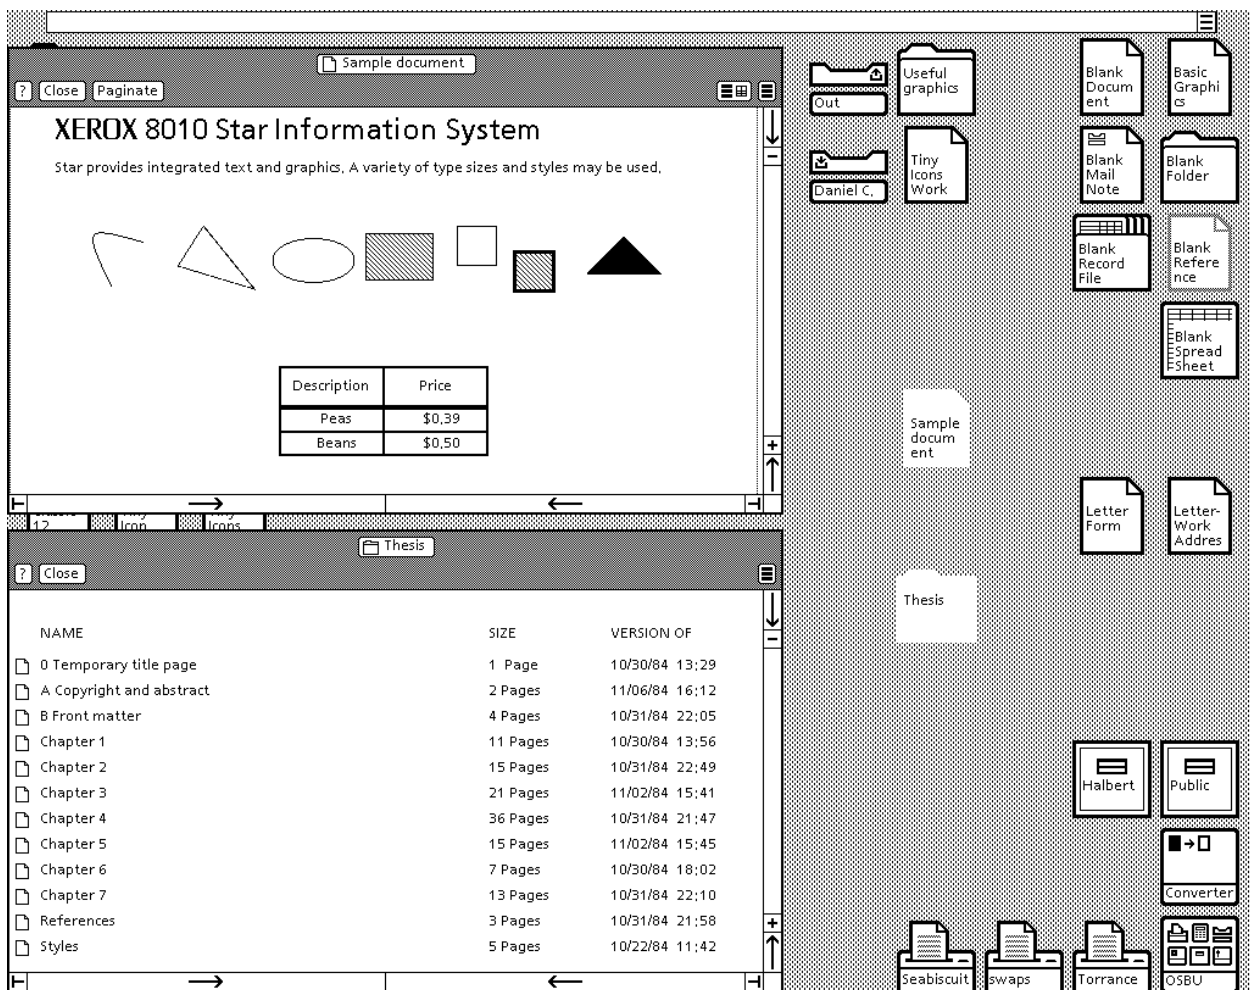 Sample document
? Close Paginate
XEROX 8010 Star Information System
Star provides integrated text and graphics. A variety of type sizes and styles may be used.
Description Price
Peas $0.39
Beans $0.50
12 Icon Icons
Thesis
? Close
NAME SIZE VERSION OF
0 Temporary title page 1 Page 10/30/84 13:29
A Copyright and abstract 2 Pages 11/06/84 16:12
B Front matter 4 Pages 10/31/84 22:05
Chapter 1 11 Pages 10/30/84 13:56
Chapter 2 15 Pages 10/31/84 22:49
Chapter 3 21 Pages 11/02/84 15:41
Chapter 4 36 Pages 10/31/84 21:47
Chapter 5 15 Pages 11/02/84 15:45
Chapter 6 7 Pages 10/30/84 18:02
Chapter 7 13 Pages 10/31/84 22:10
References 3 Pages 10/31/84 21:58
Styles 5 Pages 10/22/84 11:42
Out
Useful
graphics
Blank
Docum
ent
Basic
Graphi
cs
Daniel C.
Tiny
Icons
Work
Blank
Mail
Note
Blank
Folder
Blank
Record
File
Blank
Refere
nce
Blank
Spread
Sheet
Sample
docum
ent
Letter
Form
Letter-
Work
Addres
Thesis
Halbert
Public
Converter
Seabiscuit
swaps
Torrance
OSBU